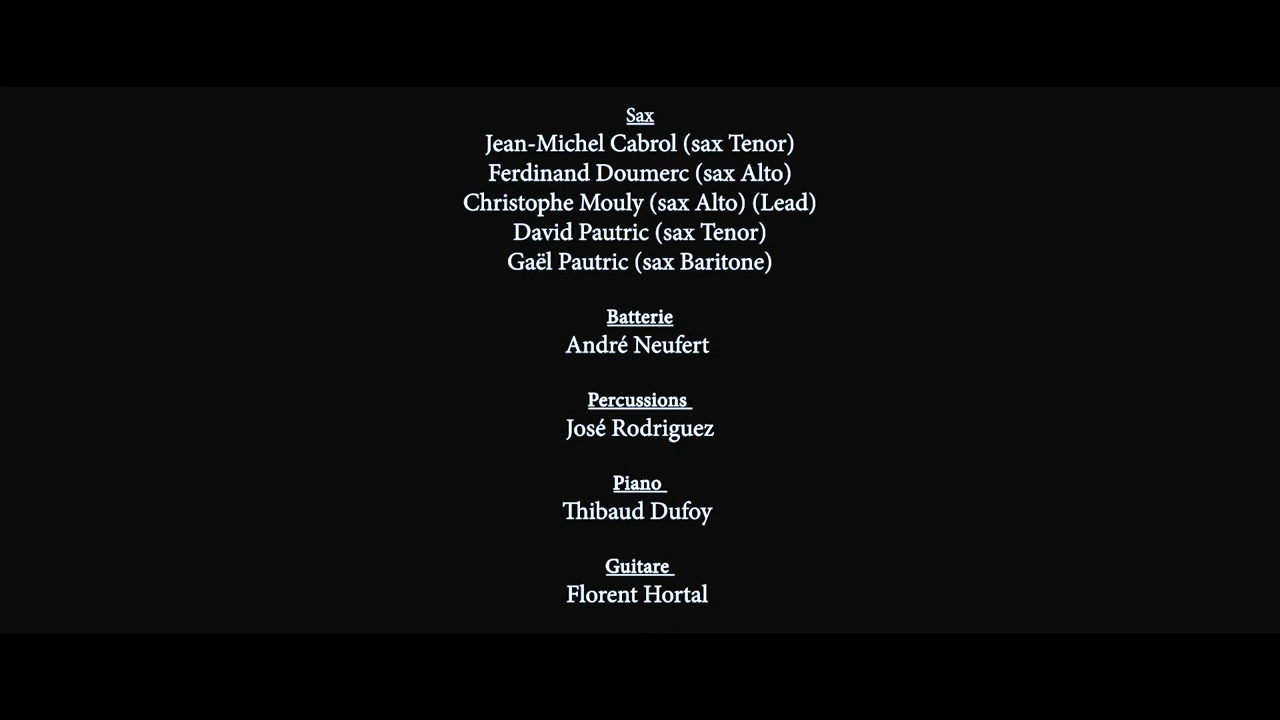 Sax
Jean-Michel Cabrol (sax Tenor)
Ferdinand Doumerc (sax Alto)
Christophe Mouly (sax Alto) (Lead)
David Pautric (sax Tenor)
Gaël Pautric (sax Baritone)
Batterie
André Neufert
Percussions
José Rodriguez
Piano
Thibaud Dufoy
Guitare
Florent Hortal